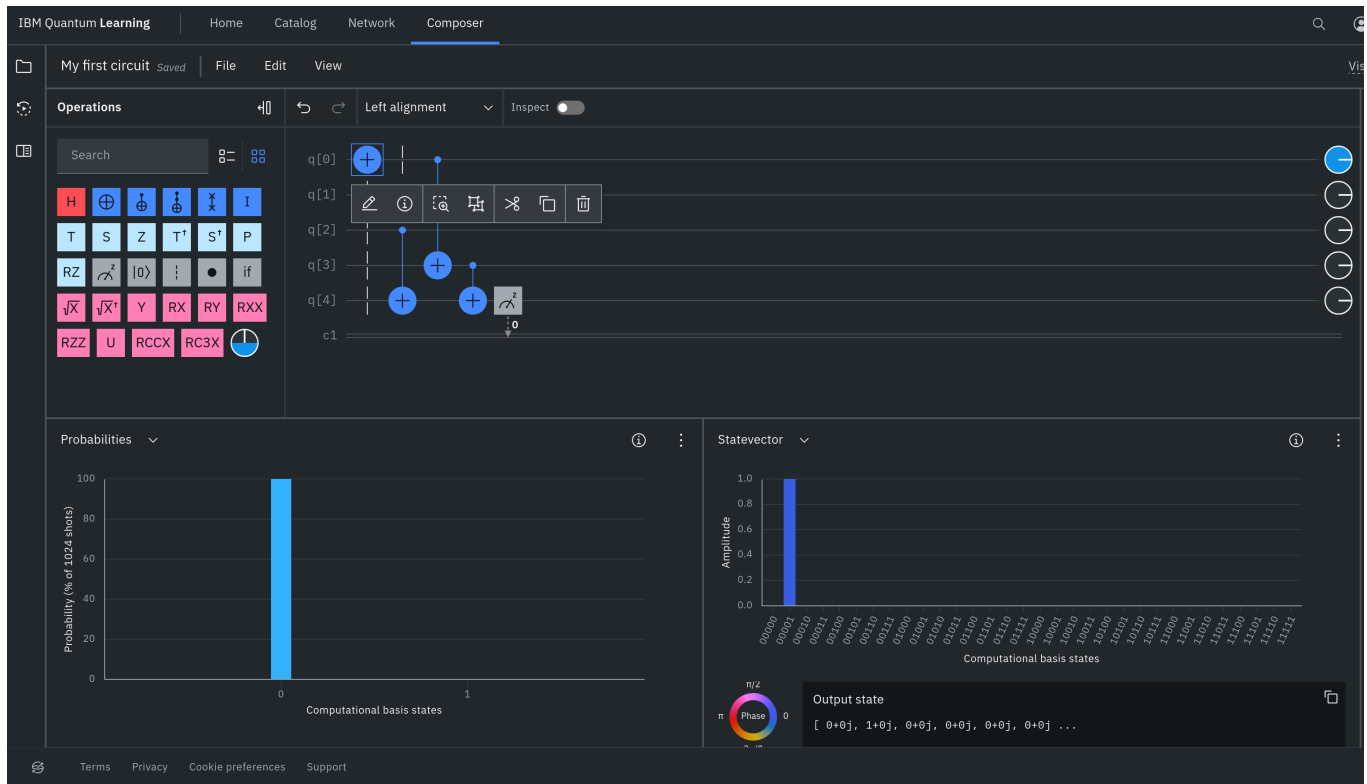 IBM Quantum Learning Home Catalog Network Composer
My first circuit Saved File Edit View Vis
Operations Left alignment Inspect
Search
H I
T S Z T† S† P
RZ z |0⟩ if
√X √X† Y RX RY RXX
RZZ U RCCX RC3X
q[0]
q[1]
q[2]
q[3]
q[4] z
0
c1
Probabilities
Probability (% of 1024 shots)
100
80
60
40
20
0
0 1
Computational basis states
Statevector
Amplitude
1.0
0.8
0.6
0.4
0.2
0.0
00000 00001 00010 00011 00100 00101 00110 00111 01000 01001 01010 01011 01100 01101 01110 01111 10000 10001 10010 10011 10100 10101 10110 10111 11000 11001 11010 11011 11100 11101 11110 11111
Computational basis states
π/2
π Phase 0
Output state
[ 0+0j, 1+0j, 0+0j, 0+0j, 0+0j, 0+0j ...
Terms Privacy Cookie preferences Support